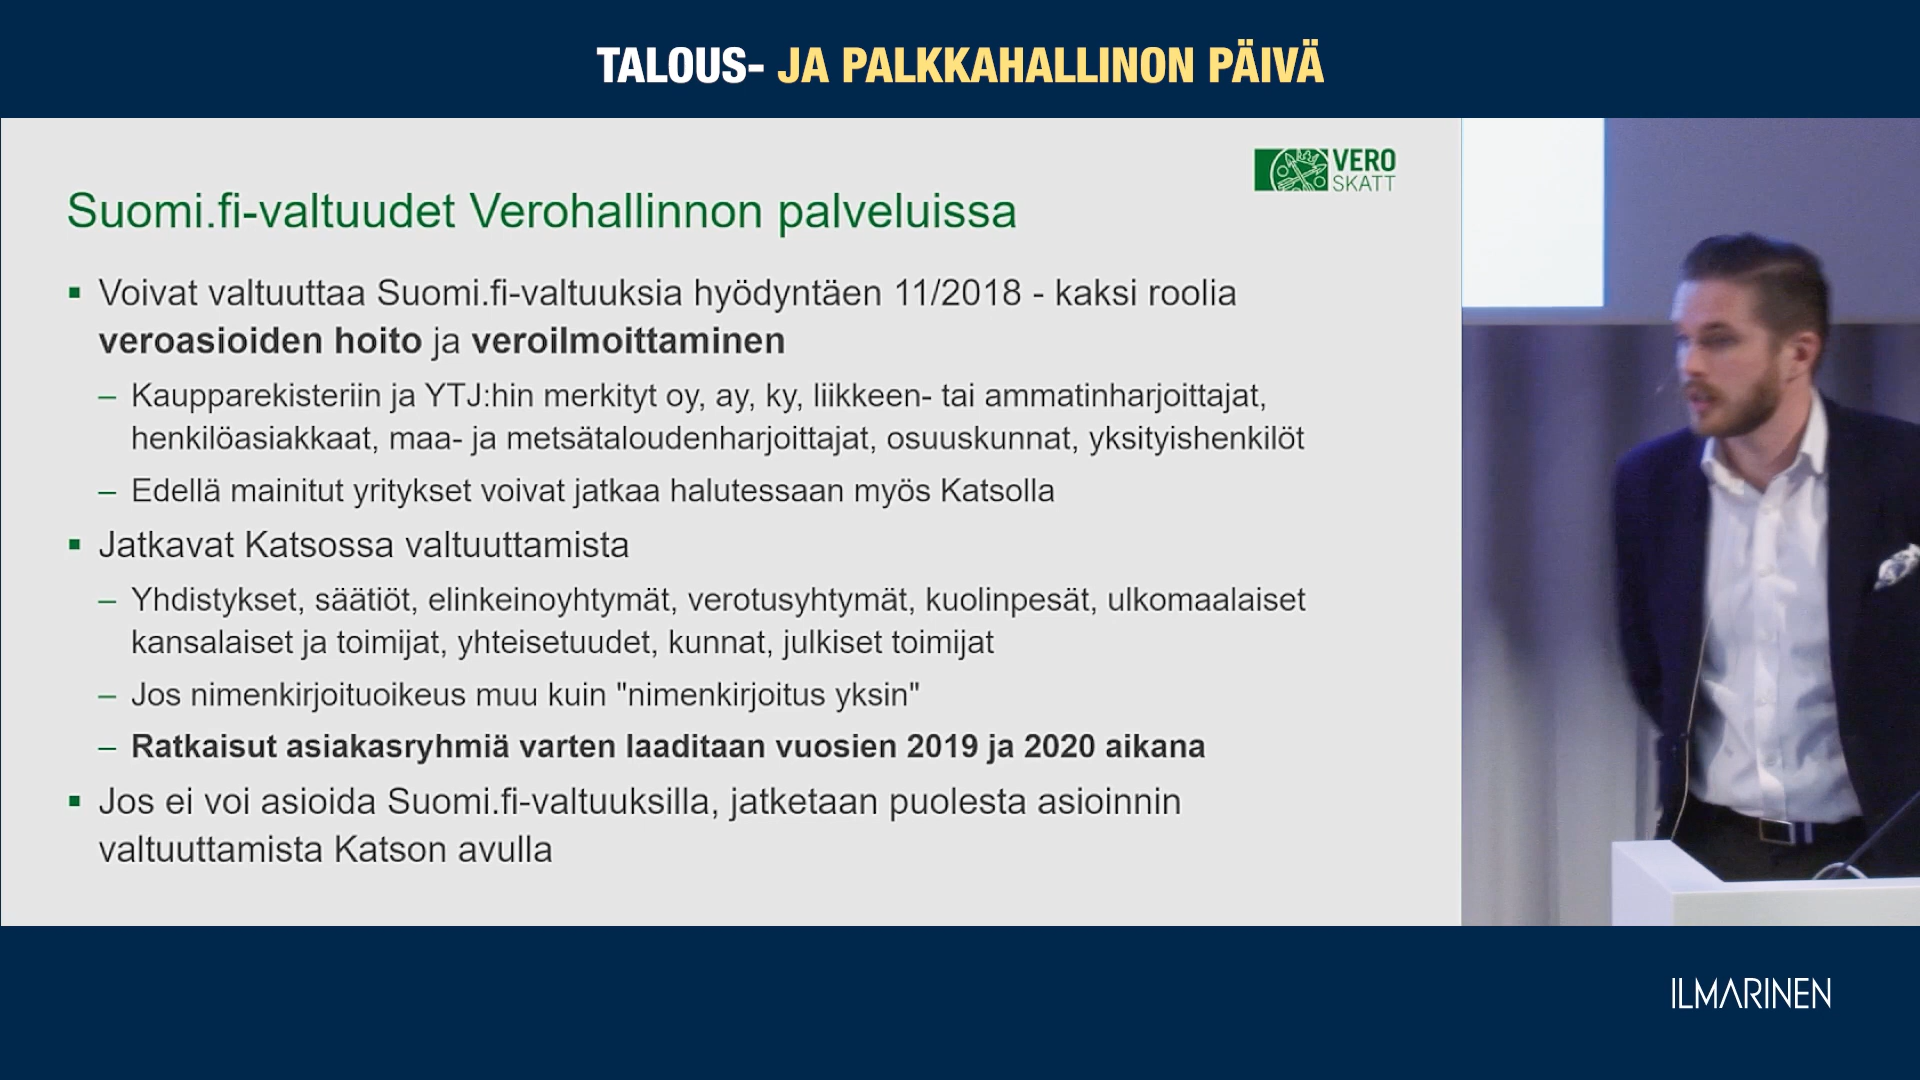 TALOUS- JA PALKKAHALLINON PÄIVÄ
VERO
SKATT
Suomi.fi-valtuudet Verohallinnon palveluissa
▪ Voivat valtuuttaa Suomi.fi-valtuuksia hyödyntäen 11/2018 - kaksi roolia
veroasioiden hoito ja veroilmoittaminen
– Kaupparekisteriin ja YTJ:hin merkityt oy, ay, ky, liikkeen- tai ammatinharjoittajat,
henkilöasiakkaat, maa- ja metsätaloudenharjoittajat, osuuskunnat, yksityishenkilöt
– Edellä mainitut yritykset voivat jatkaa halutessaan myös Katsolla
▪ Jatkavat Katsossa valtuuttamista
– Yhdistykset, säätiöt, elinkeinoyhtymät, verotusyhtymät, kuolinpesät, ulkomaalaiset
kansalaiset ja toimijat, yhteisetuudet, kunnat, julkiset toimijat
– Jos nimenkirjoituoikeus muu kuin "nimenkirjoitus yksin"
– Ratkaisut asiakasryhmiä varten laaditaan vuosien 2019 ja 2020 aikana
▪ Jos ei voi asioida Suomi.fi-valtuuksilla, jatketaan puolesta asioinnin
valtuuttamista Katson avulla
ILMARINEN